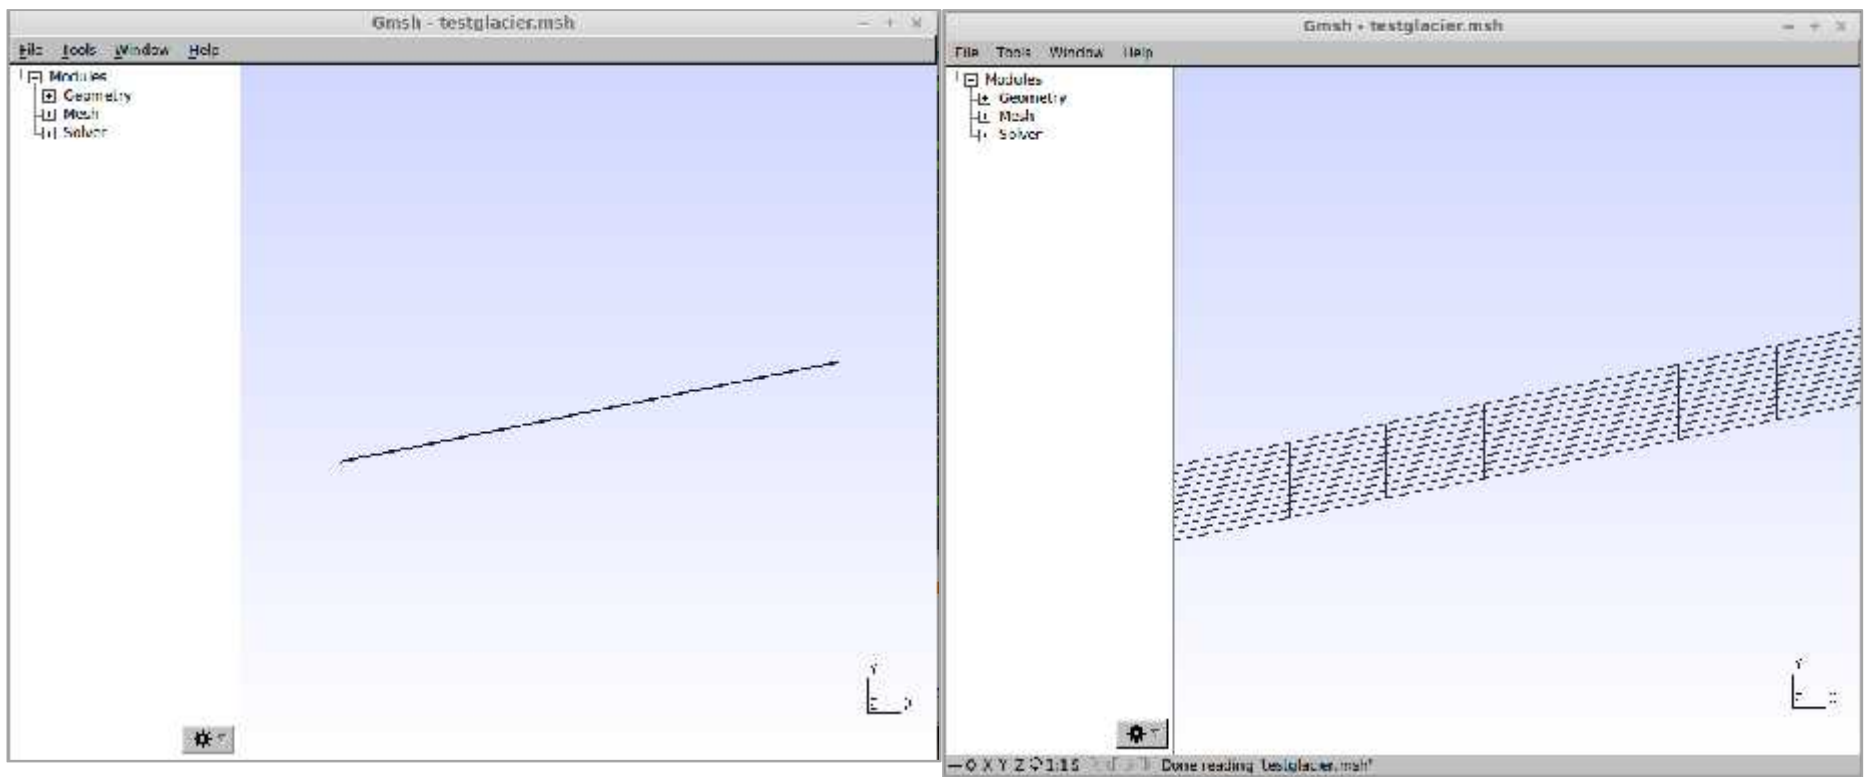 Gmsh - testglacier.msh
File Tools Window Help
Modules
Geometry
Mesh
Solver
Y
Z
Gmsh - testglacier.msh
File Tools Window Help
Modules
Geometry
Mesh
Solver
Y
Z
O X Y Z 1:1 S Done reading 'testglacier.msh'